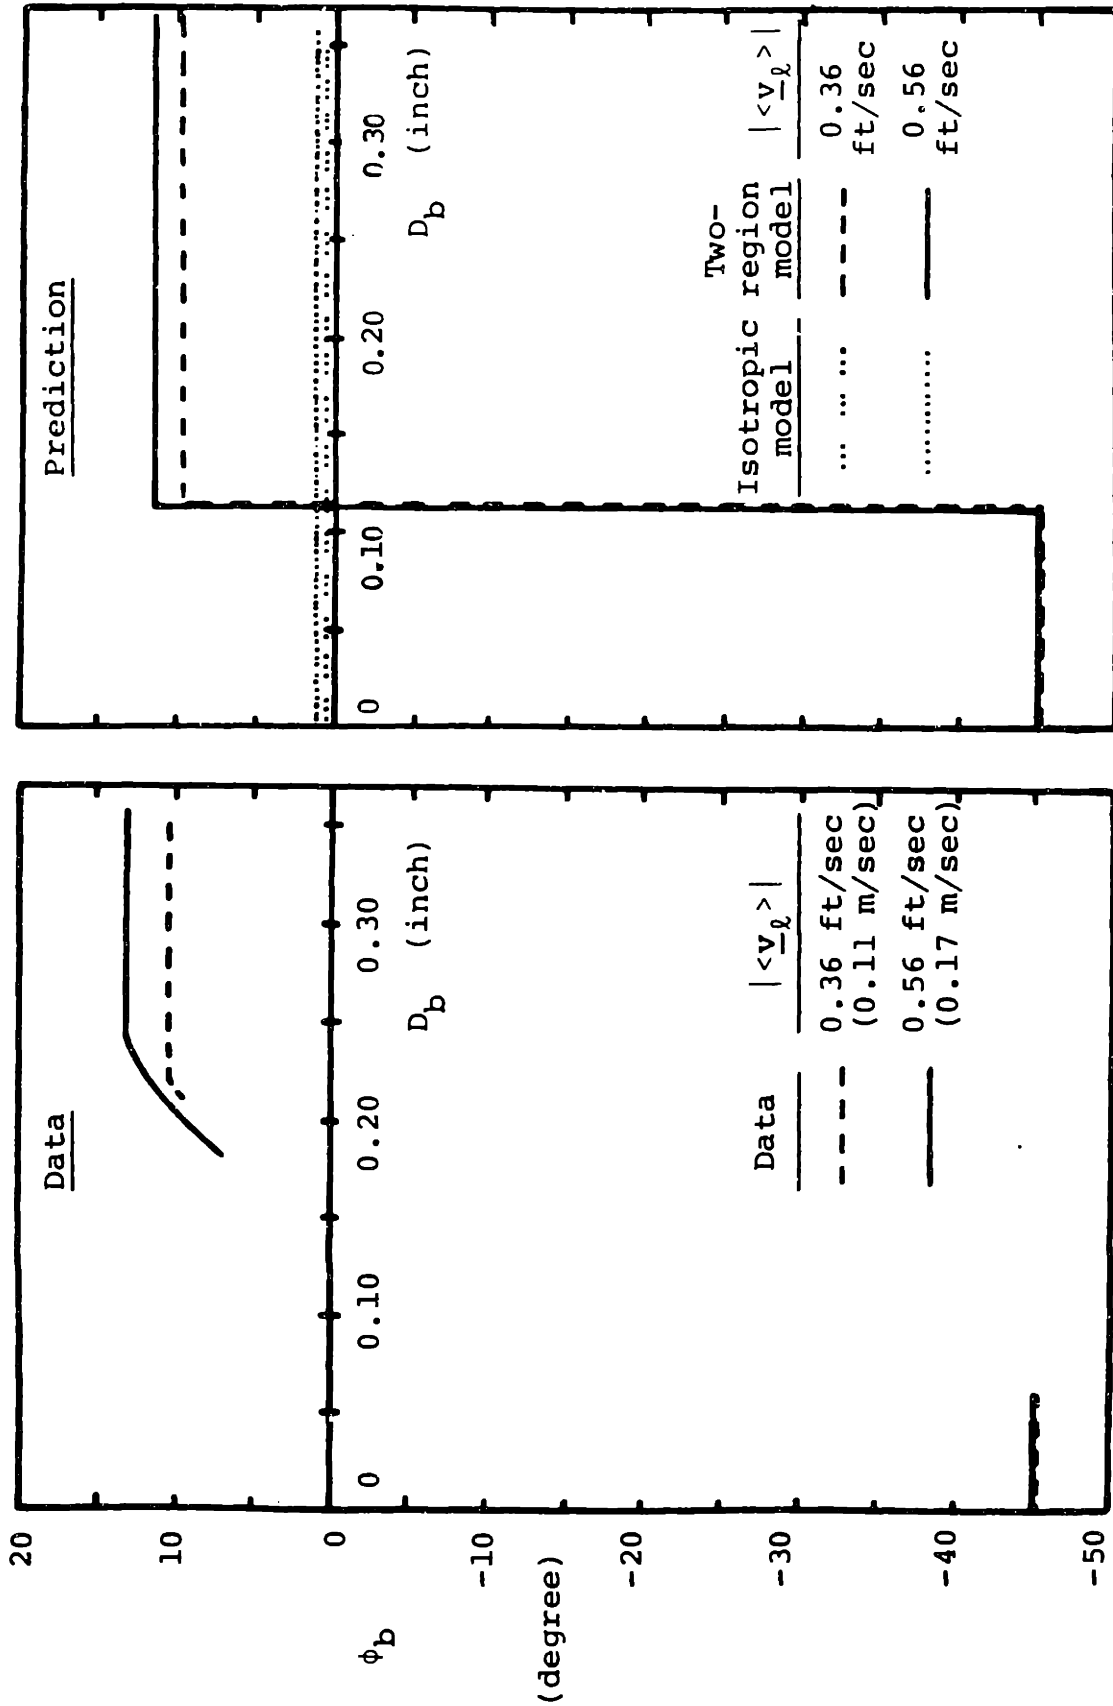 Data
20
10
0
-10
-20
-30
-40
-50
ϕb
(degree)
0
0.10
0.20
0.30
Db
(inch)
Data
|<v̲ℓ>|
0.36 ft/sec
(0.11 m/sec)
0.56 ft/sec
(0.17 m/sec)
Prediction
0
0.10
0.20
0.30
Db
(inch)
Isotropic
model
Two-
region
model
|<v̲ℓ>|
0.36
ft/sec
0.56
ft/sec